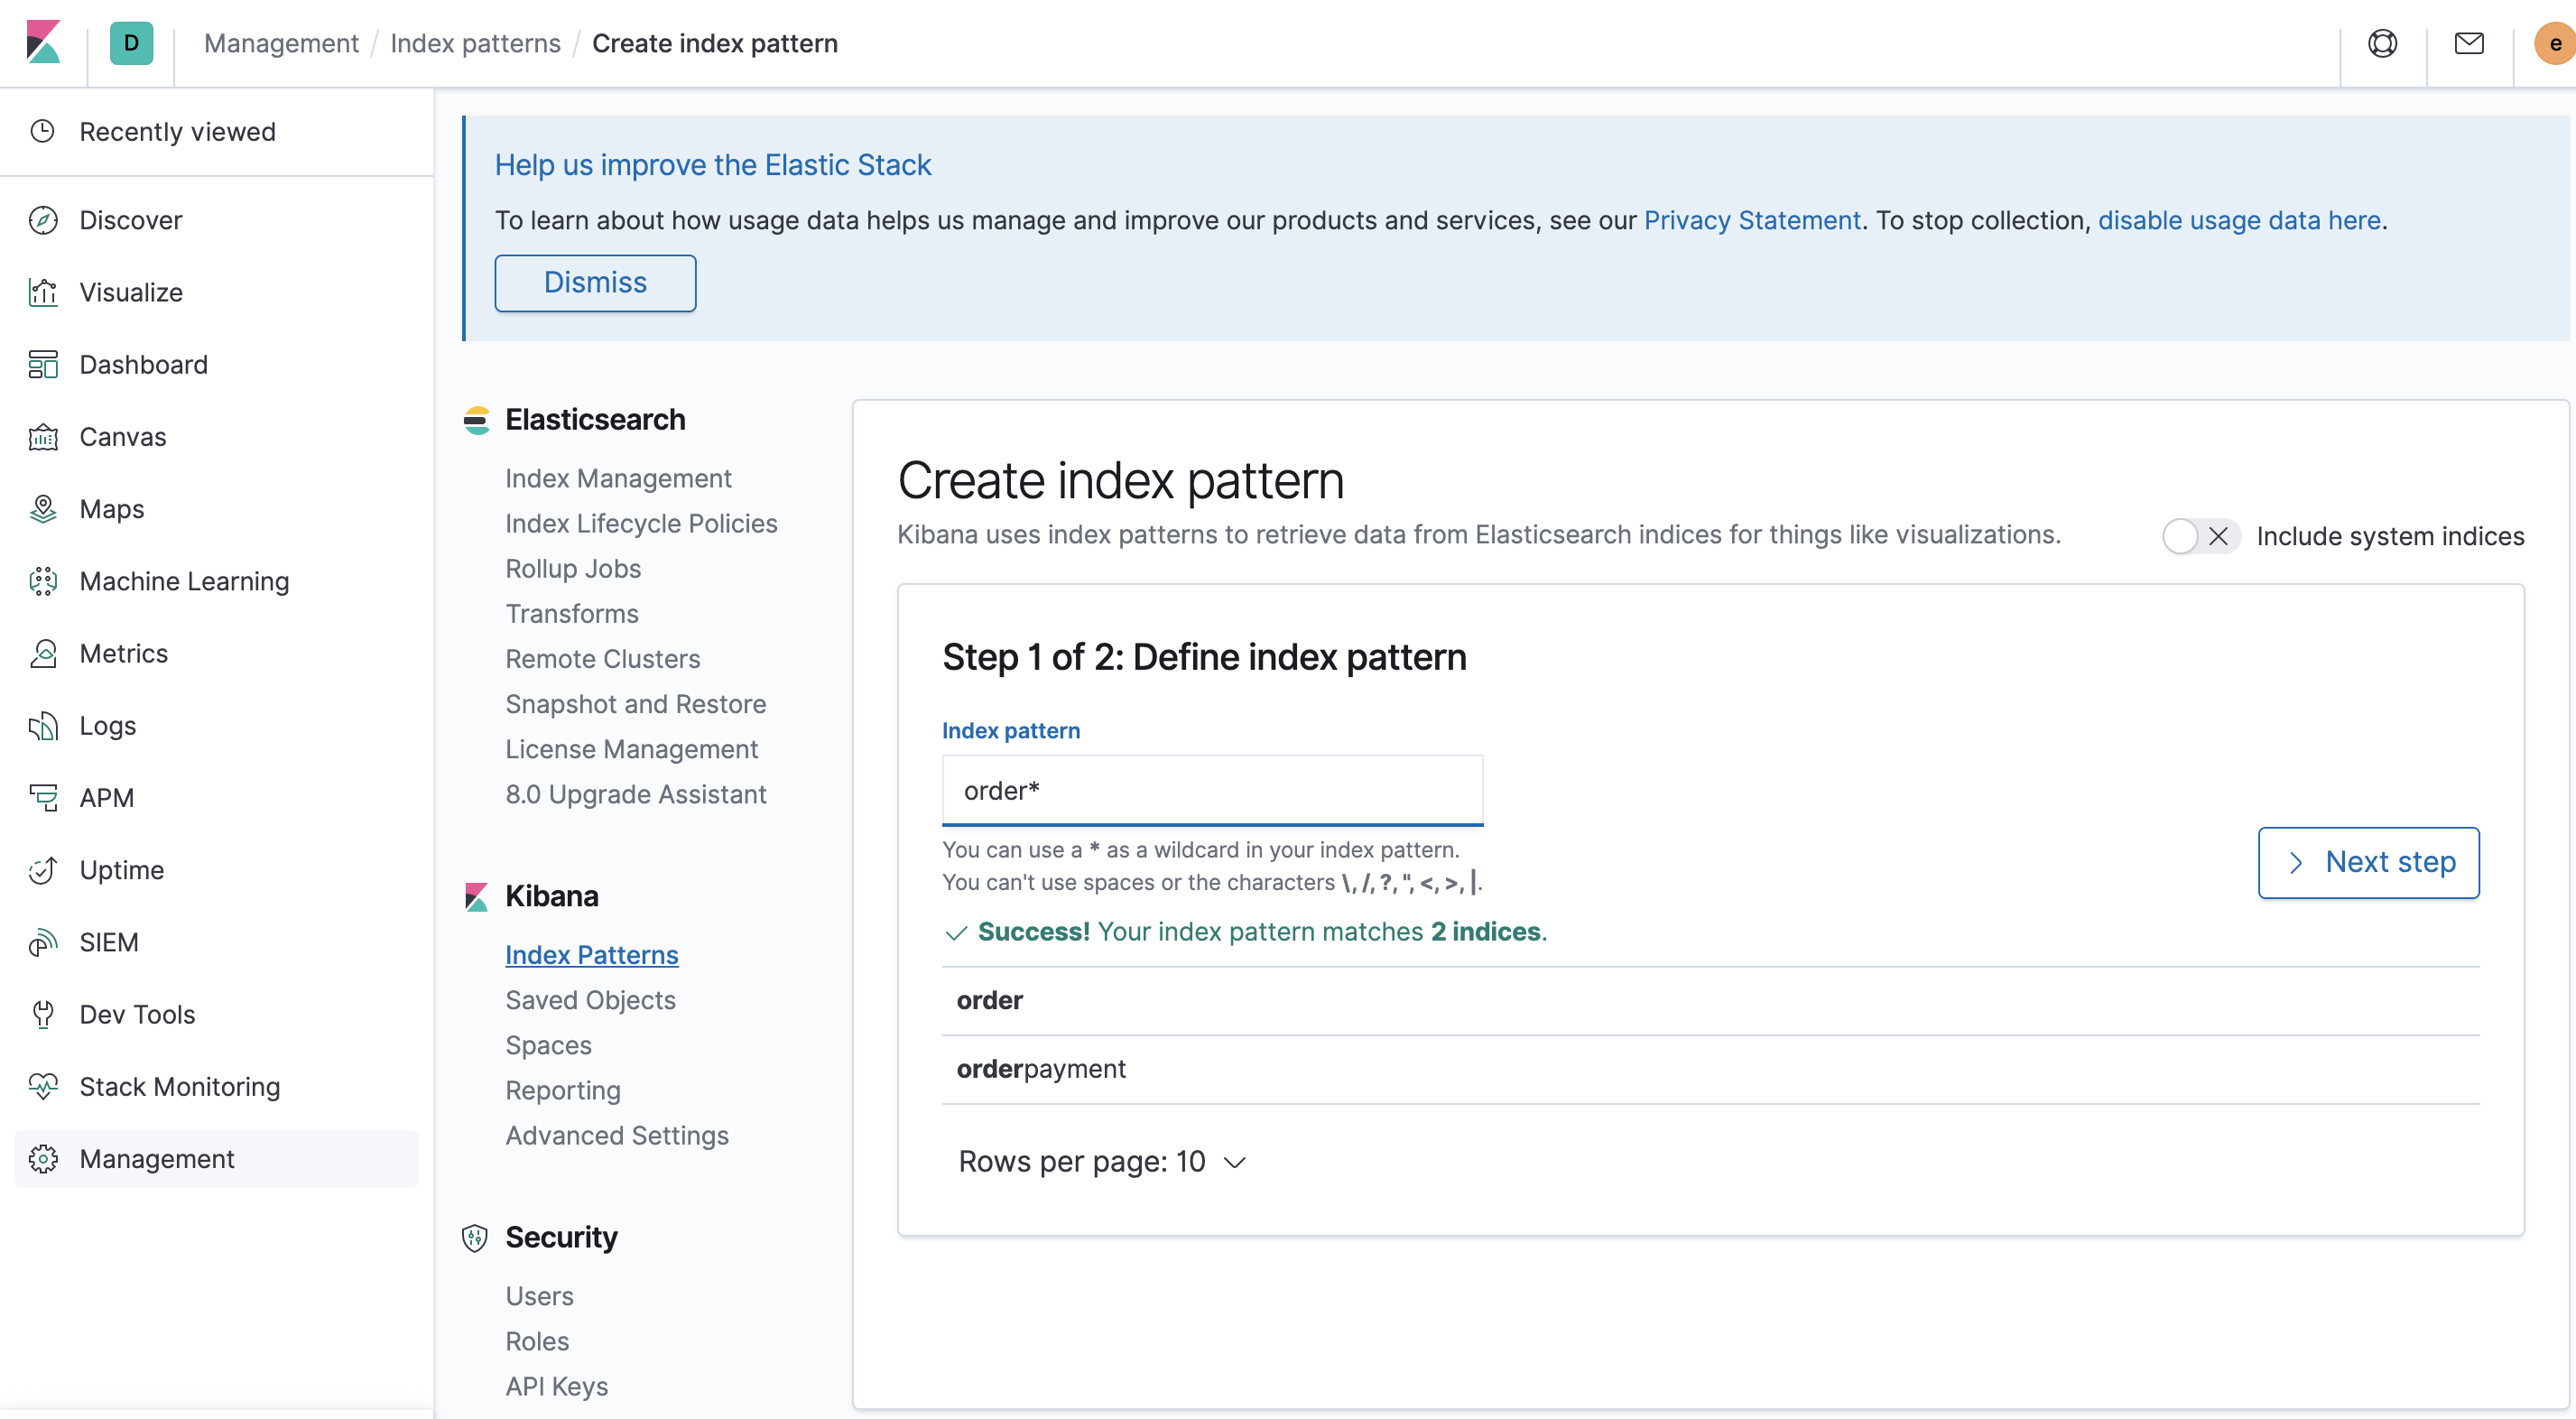 D
Management / Index patterns / Create index pattern
e
Recently viewed
Discover
Visualize
Dashboard
Canvas
Maps
Machine Learning
Metrics
Logs
APM
Uptime
SIEM
Dev Tools
Stack Monitoring
Management
Help us improve the Elastic Stack
To learn about how usage data helps us manage and improve our products and services, see our Privacy Statement. To stop collection, disable usage data here.
Dismiss
Elasticsearch
Index Management
Index Lifecycle Policies
Rollup Jobs
Transforms
Remote Clusters
Snapshot and Restore
License Management
8.0 Upgrade Assistant
Kibana
Index Patterns
Saved Objects
Spaces
Reporting
Advanced Settings
Security
Users
Roles
API Keys
Create index pattern
Kibana uses index patterns to retrieve data from Elasticsearch indices for things like visualizations.
Include system indices
Step 1 of 2: Define index pattern
Index pattern
order*
You can use a * as a wildcard in your index pattern.
You can't use spaces or the characters \, /, ?, ", <, >, |.
Next step
Success! Your index pattern matches 2 indices.
order
orderpayment
Rows per page: 10